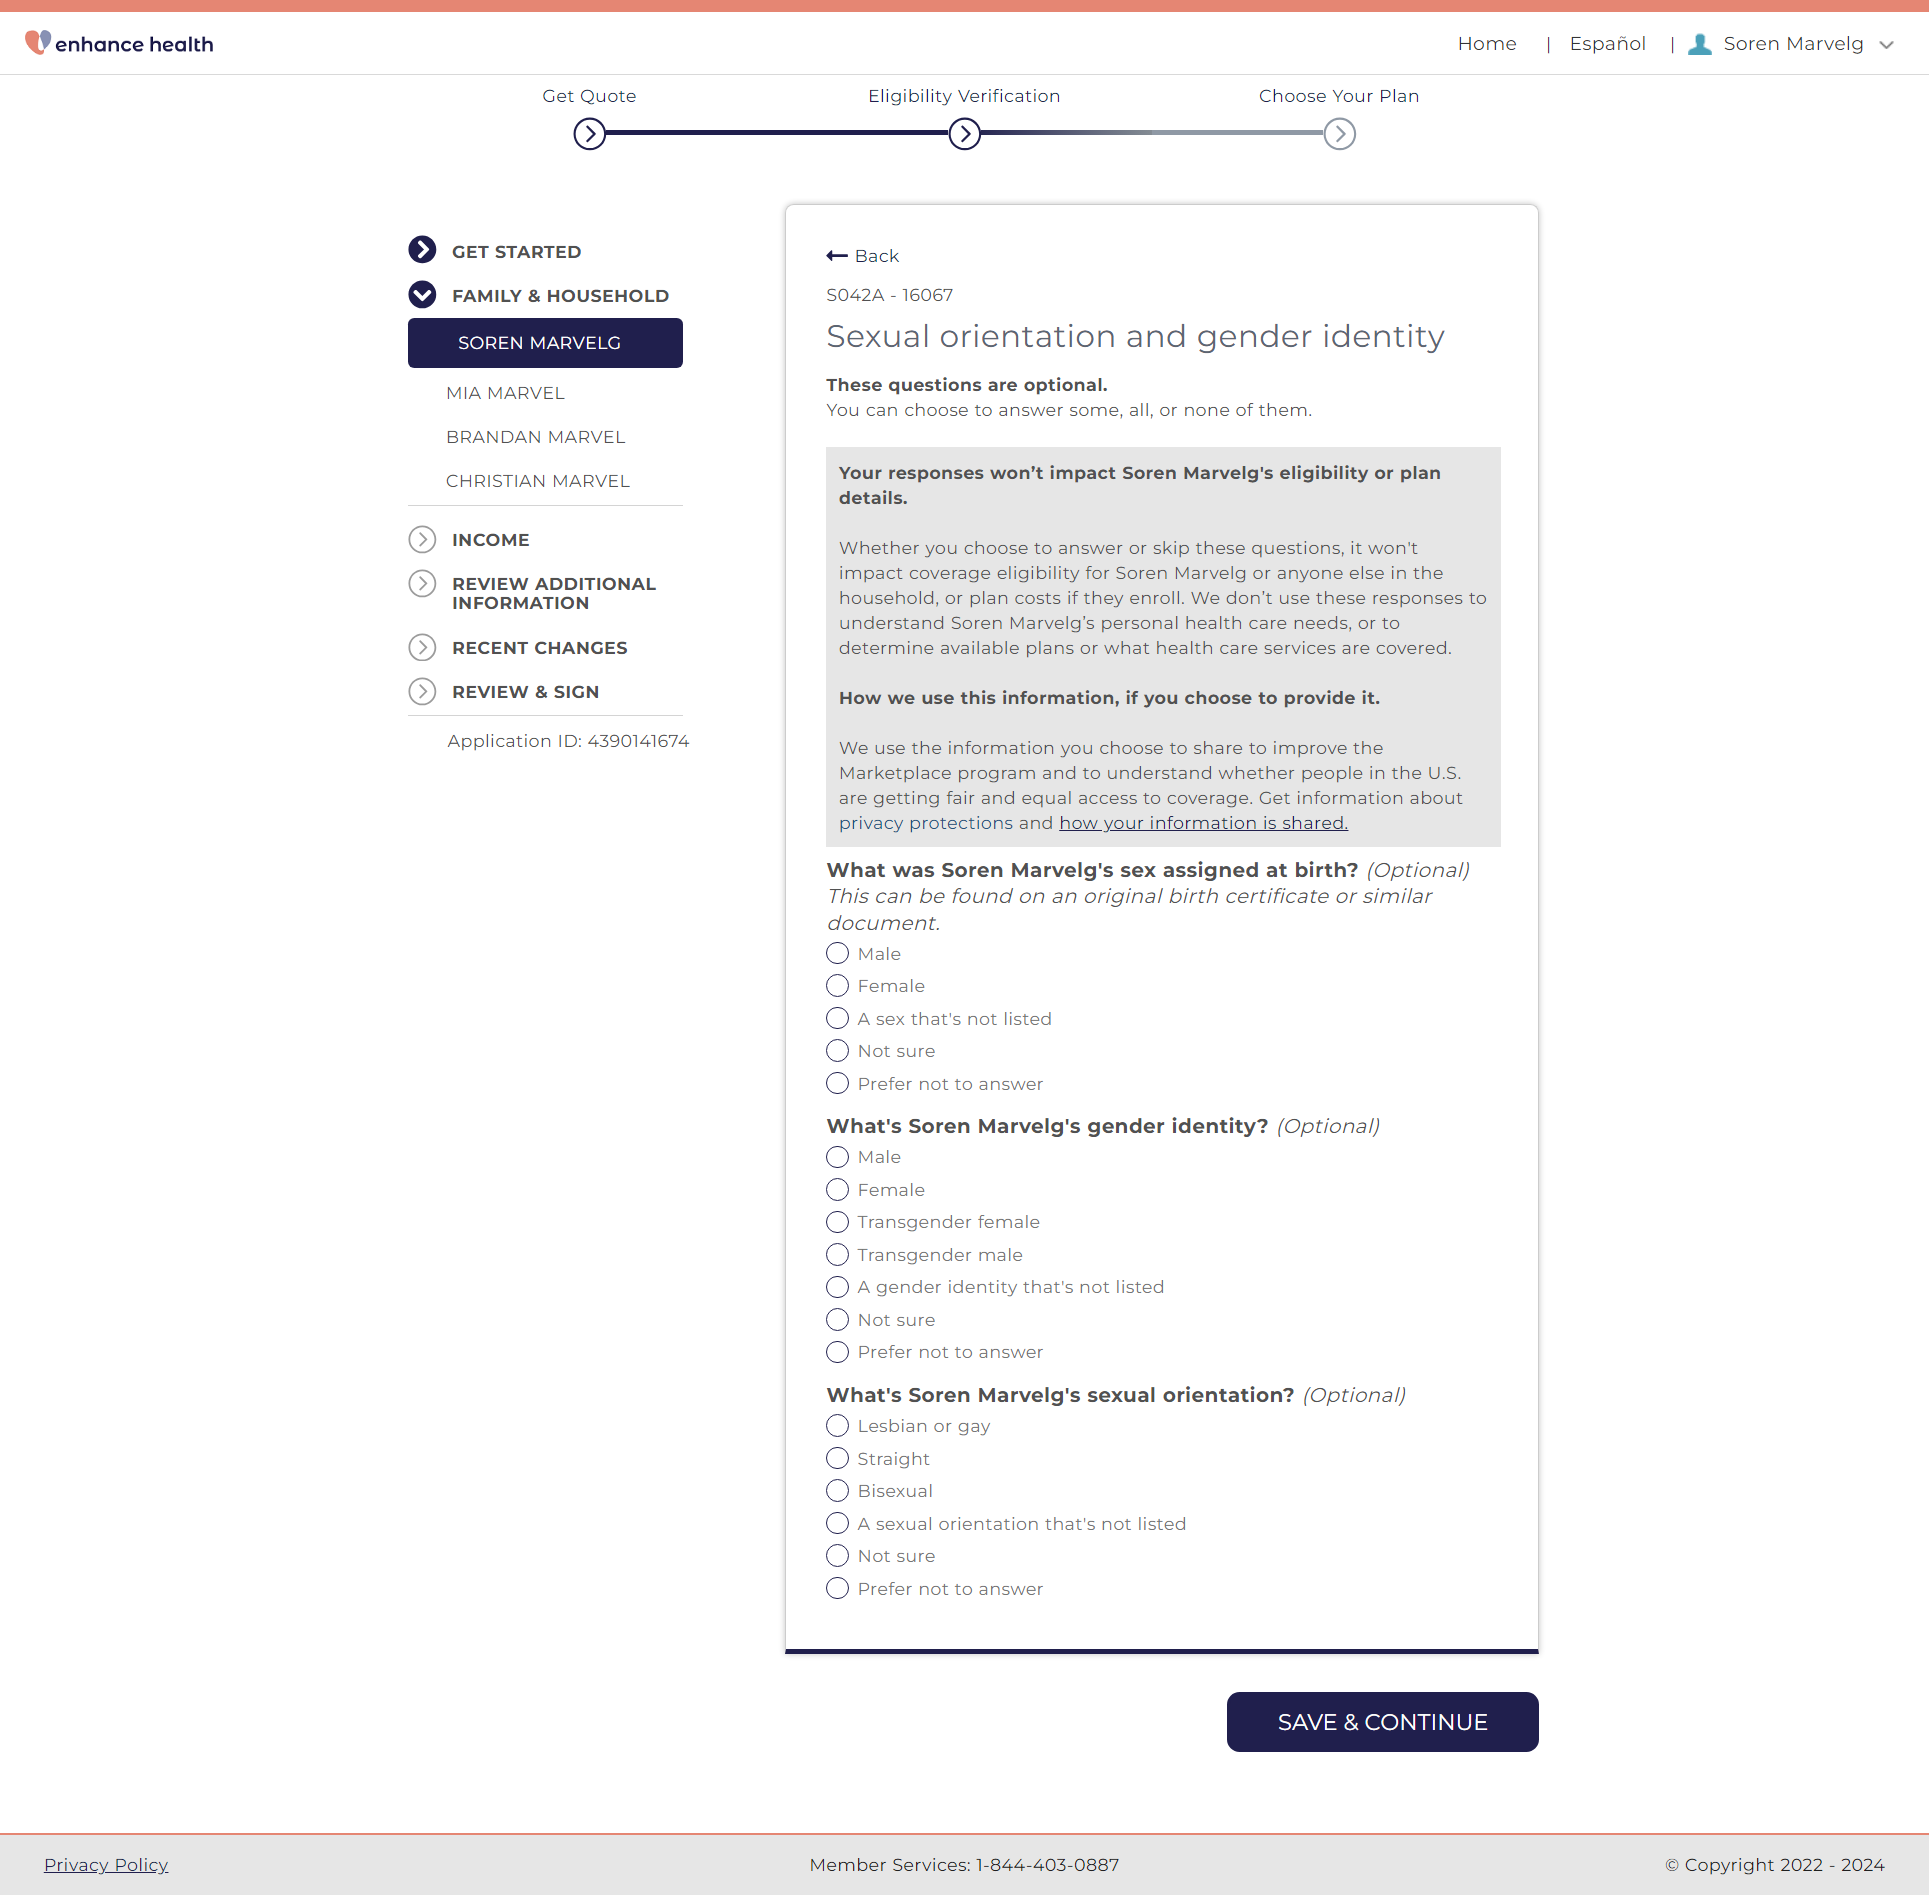 enhance health
Home | Español | Soren Marvelg
Get Quote
Eligibility Verification
Choose Your Plan
GET STARTED
FAMILY & HOUSEHOLD
SOREN MARVELG
MIA MARVEL
BRANDAN MARVEL
CHRISTIAN MARVEL
INCOME
REVIEW ADDITIONAL
INFORMATION
RECENT CHANGES
REVIEW & SIGN
Application ID: 4390141674
Back
S042A - 16067
Sexual orientation and gender identity
These questions are optional.
You can choose to answer some, all, or none of them.
Your responses won’t impact Soren Marvelg's eligibility or plan
details.
Whether you choose to answer or skip these questions, it won't
impact coverage eligibility for Soren Marvelg or anyone else in the
household, or plan costs if they enroll. We don’t use these responses to
understand Soren Marvelg’s personal health care needs, or to
determine available plans or what health care services are covered.
How we use this information, if you choose to provide it.
We use the information you choose to share to improve the
Marketplace program and to understand whether people in the U.S.
are getting fair and equal access to coverage. Get information about
privacy protections and how your information is shared.
What was Soren Marvelg's sex assigned at birth? (Optional)
This can be found on an original birth certificate or similar
document.
Male
Female
A sex that's not listed
Not sure
Prefer not to answer
What's Soren Marvelg's gender identity? (Optional)
Male
Female
Transgender female
Transgender male
A gender identity that's not listed
Not sure
Prefer not to answer
What's Soren Marvelg's sexual orientation? (Optional)
Lesbian or gay
Straight
Bisexual
A sexual orientation that's not listed
Not sure
Prefer not to answer
SAVE & CONTINUE
Privacy Policy
Member Services: 1-844-403-0887
© Copyright 2022 - 2024